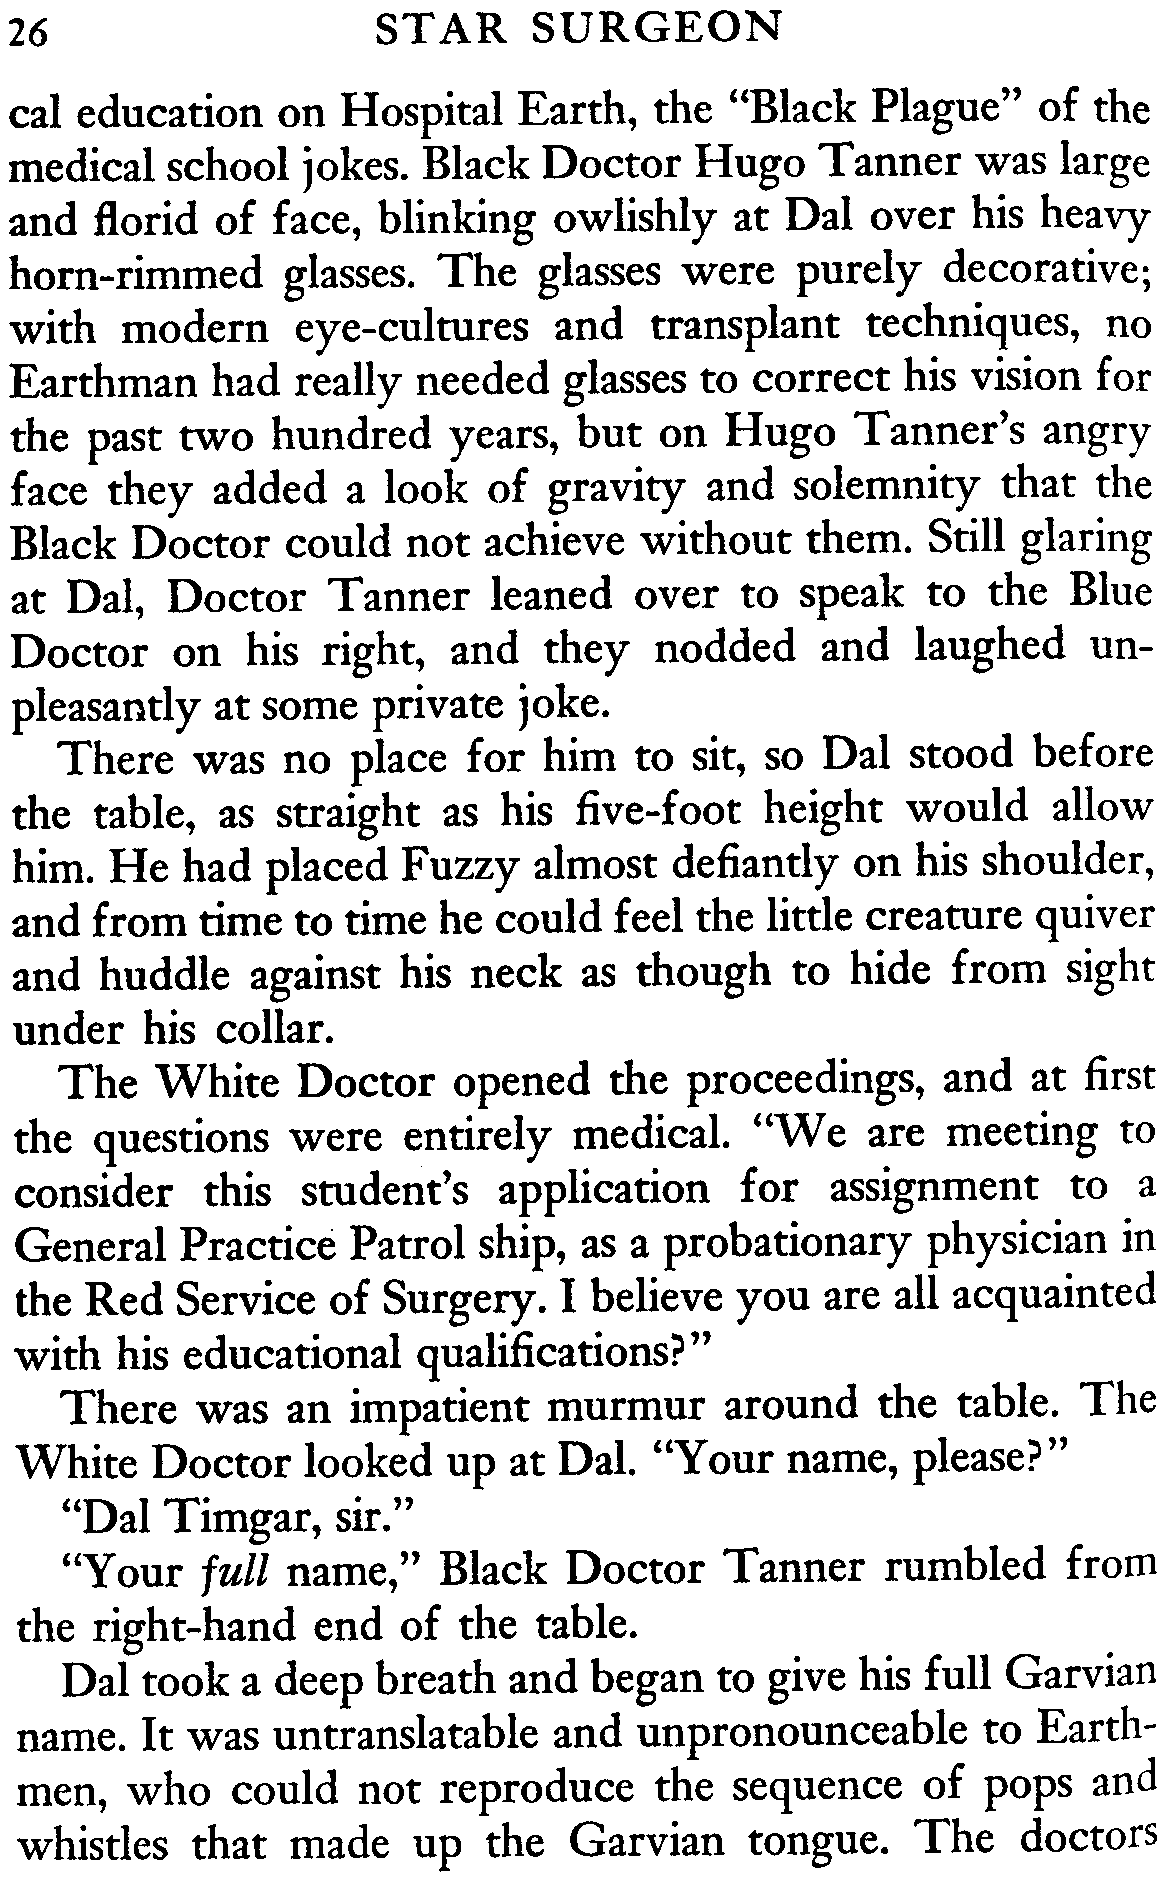 26 STAR SURGEON
cal education on Hospital Earth, the “Black Plague” of the
medical school jokes. Black Doctor Hugo Tanner was large
and florid of face, blinking owlishly at Dal over his heavy
horn-rimmed glasses. The glasses were purely decorative;
with modern eye-cultures and transplant techniques, no
Earthman had really needed glasses to correct his vision for
the past two hundred years, but on Hugo Tanner’s angry
face they added a look of gravity and solemnity that the
Black Doctor could not achieve without them. Still glaring
at Dal, Doctor Tanner leaned over to speak to the Blue
Doctor on his right, and they nodded and laughed un-
pleasantly at some private joke.
There was no place for him to sit, so Dal stood before
the table, as straight as his five-foot height would allow
him. He had placed Fuzzy almost defiantly on his shoulder,
and from time to time he could feel the little creature quiver
and huddle against his neck as though to hide from sight
under his collar.
The White Doctor opened the proceedings, and at first
the questions were entirely medical. “We are meeting to
consider this student’s application for assignment to a
General Practice Patrol ship, as a probationary physician in
the Red Service of Surgery. I believe you are all acquainted
with his educational qualifications?”
There was an impatient murmur around the table. The
White Doctor looked up at Dal. “Your name, please?”
“Dal Timgar, sir.”
“Your full name,” Black Doctor Tanner rumbled from
the right-hand end of the table.
Dal took a deep breath and began to give his full Garvian
name. It was untranslatable and unpronounceable to Earth-
men, who could not reproduce the sequence of pops and
whistles that made up the Garvian tongue. The doctors